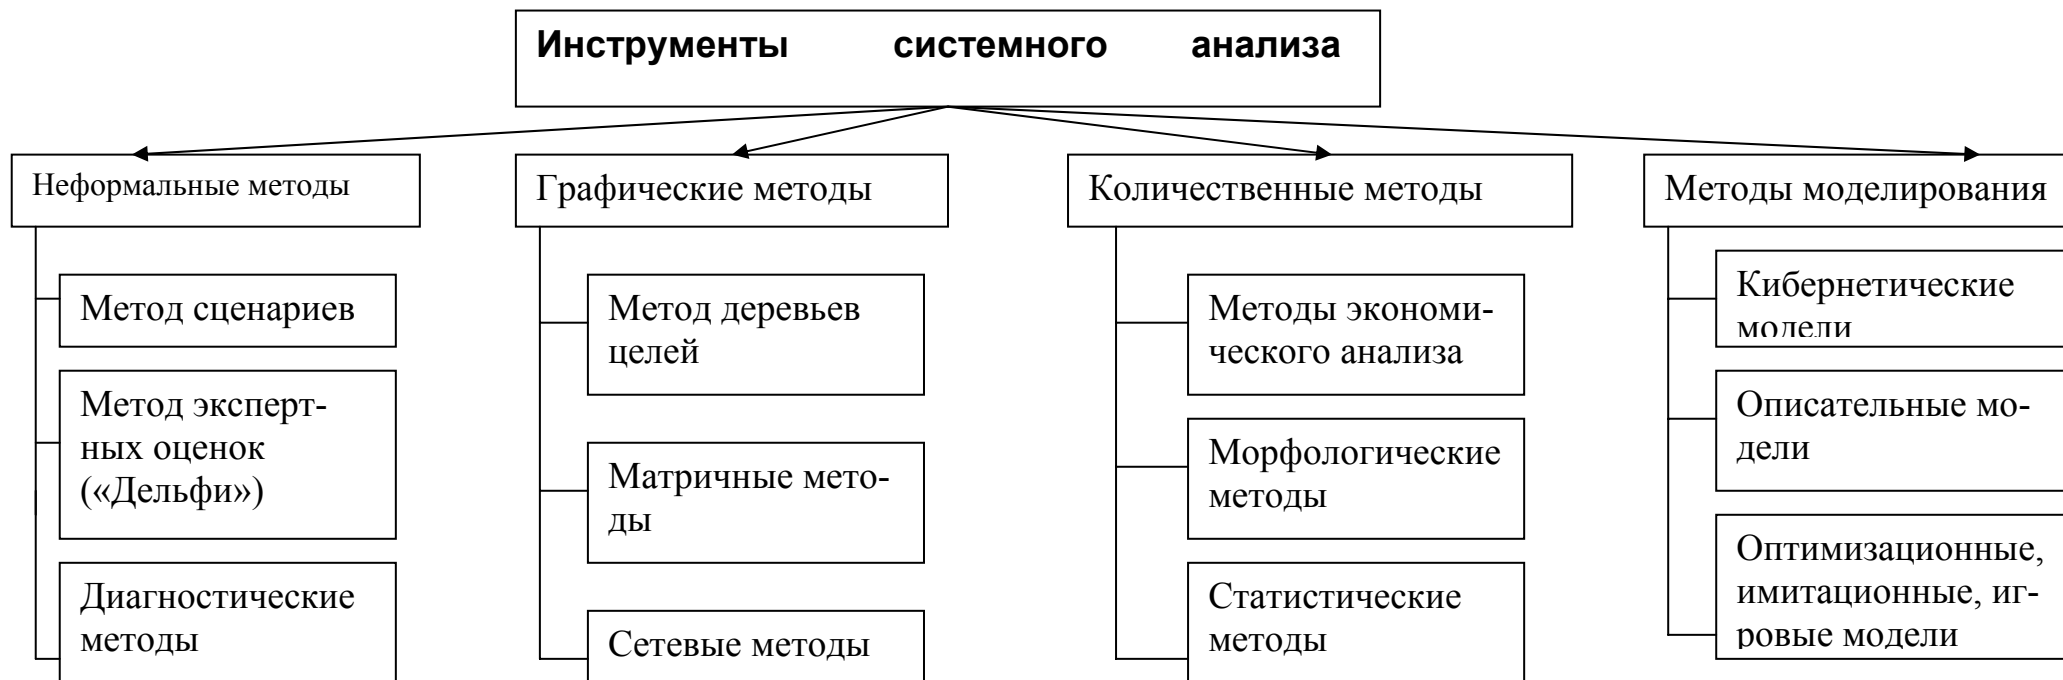 Инструменты системного анализа
Неформальные методы
Метод сценариев
Метод эксперт-
ных оценок
(«Дельфи»)
Диагностические
методы
Графические методы
Метод деревьев
целей
Матричные мето-
ды
Сетевые методы
Количественные методы
Методы экономи-
ческого анализа
Морфологические
методы
Статистические
методы
Методы моделирования
Кибернетические
модели
Описательные мо-
дели
Оптимизационные,
имитационные, иг-
ровые модели